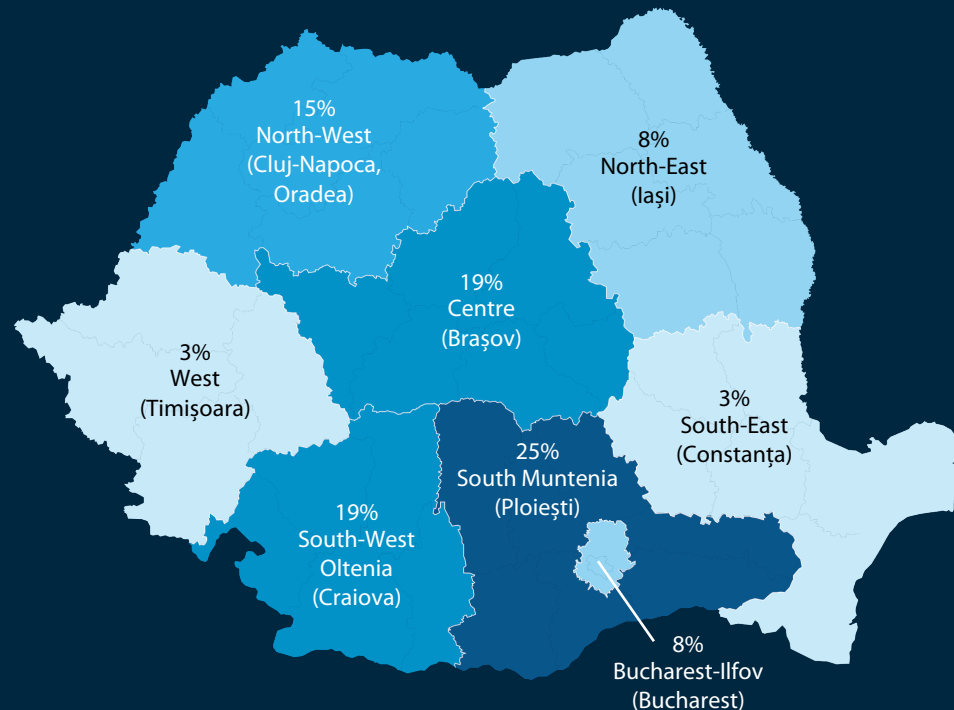 15%
North-West
(Cluj-Napoca,
Oradea)
8%
North-East
(Iași)
19%
Centre
(Brașov)
3%
West
(Timișoara)
3%
South-East
(Constanța)
25%
South Muntenia
(Ploiești)
19%
South-West
Oltenia
(Craiova)
8%
Bucharest-Ilfov
(Bucharest)